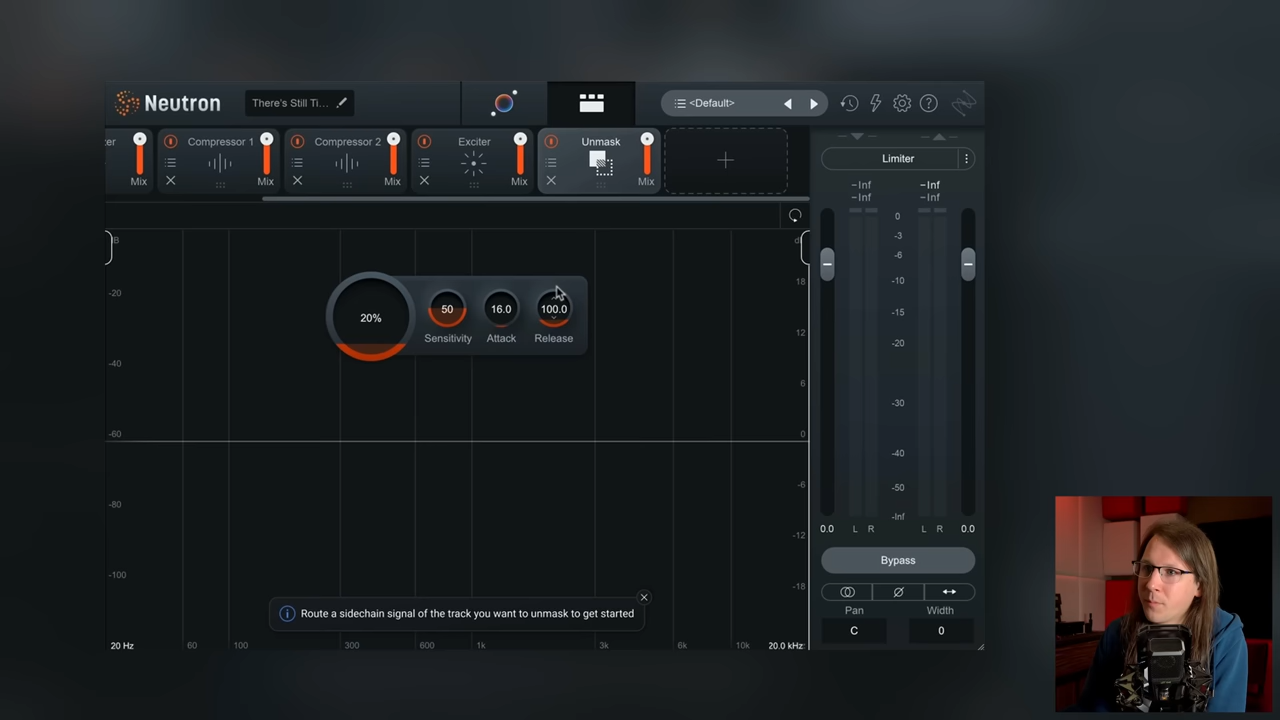 Neutron
There's Still Ti...
<Default>
?
er
Mix
Compressor 1
Mix
Compressor 2
Mix
Exciter
Mix
Unmask
Mix
Limiter
-Inf
-Inf
-Inf
-Inf
0
-3
-6
-10
-15
-20
-30
-40
-50
-Inf
0.0
L R
L R
0.0
Bypass
Pan
Width
C
0
B
-20
-40
-60
-80
-100
d
18
12
6
0
-6
-12
-18
20%
50
16.0
100.0
Sensitivity
Attack
Release
Route a sidechain signal of the track you want to unmask to get started
20 Hz
60
100
300
600
1k
3k
6k
10k
20.0 kHz